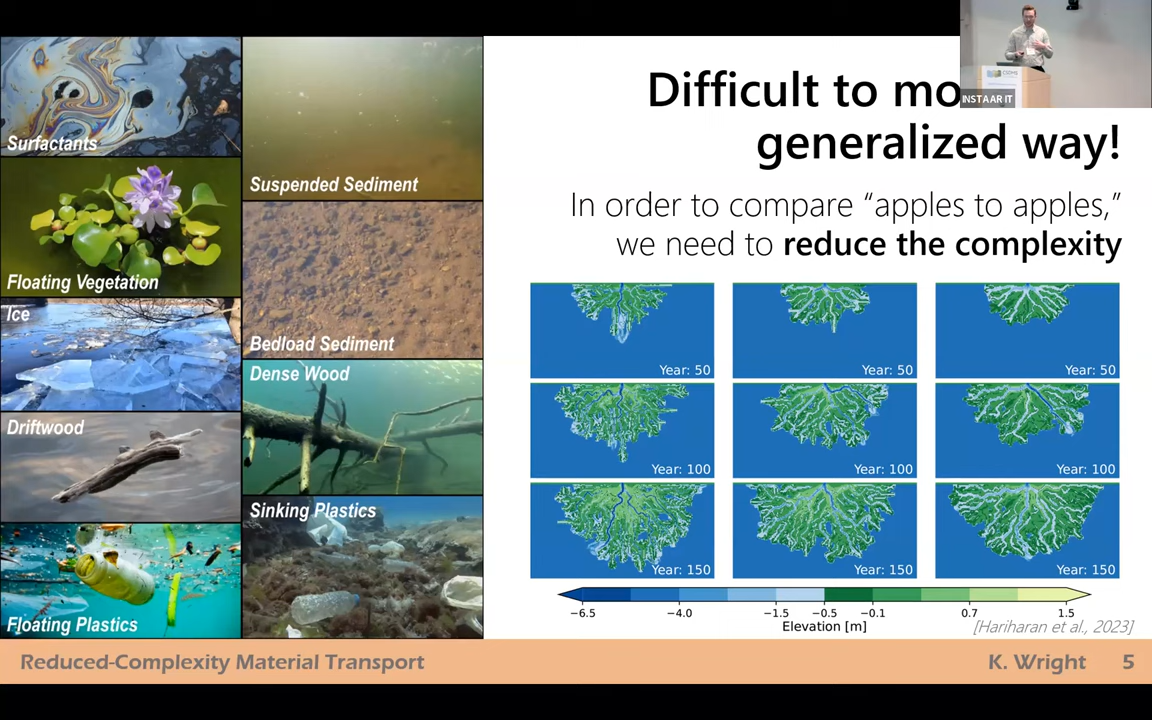 Surfactants
Floating Vegetation
Ice
Driftwood
Floating Plastics
Suspended Sediment
Bedload Sediment
Dense Wood
Sinking Plastics
Difficult to mo
generalized way!
In order to compare “apples to apples,”
we need to reduce the complexity
Year: 50
Year: 50
Year: 50
Year: 100
Year: 100
Year: 100
Year: 150
Year: 150
Year: 150
−6.5 −4.0 −1.5 −0.5 −0.1 0.7 1.5
Elevation [m]
[Hariharan et al., 2023]
INSTAAR IT
Reduced-Complexity Material Transport
K. Wright 5